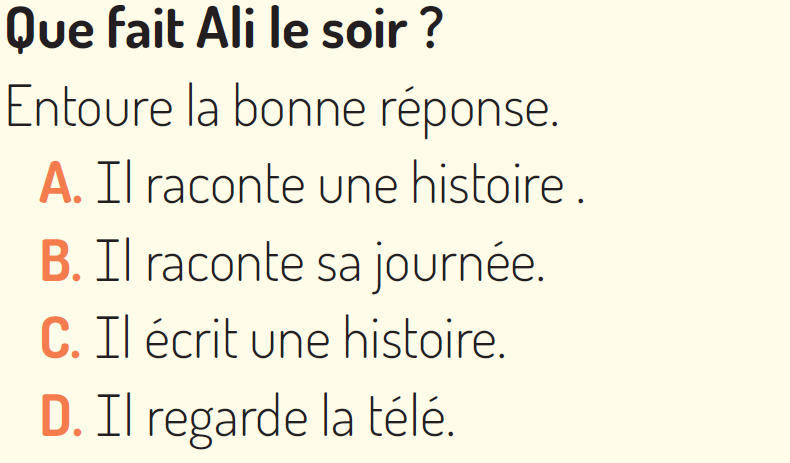 Que fait Ali le soir ?
Entoure la bonne réponse.
A. Il raconte une histoire .
B. Il raconte sa journée.
C. Il écrit une histoire.
D. Il regarde la télé.